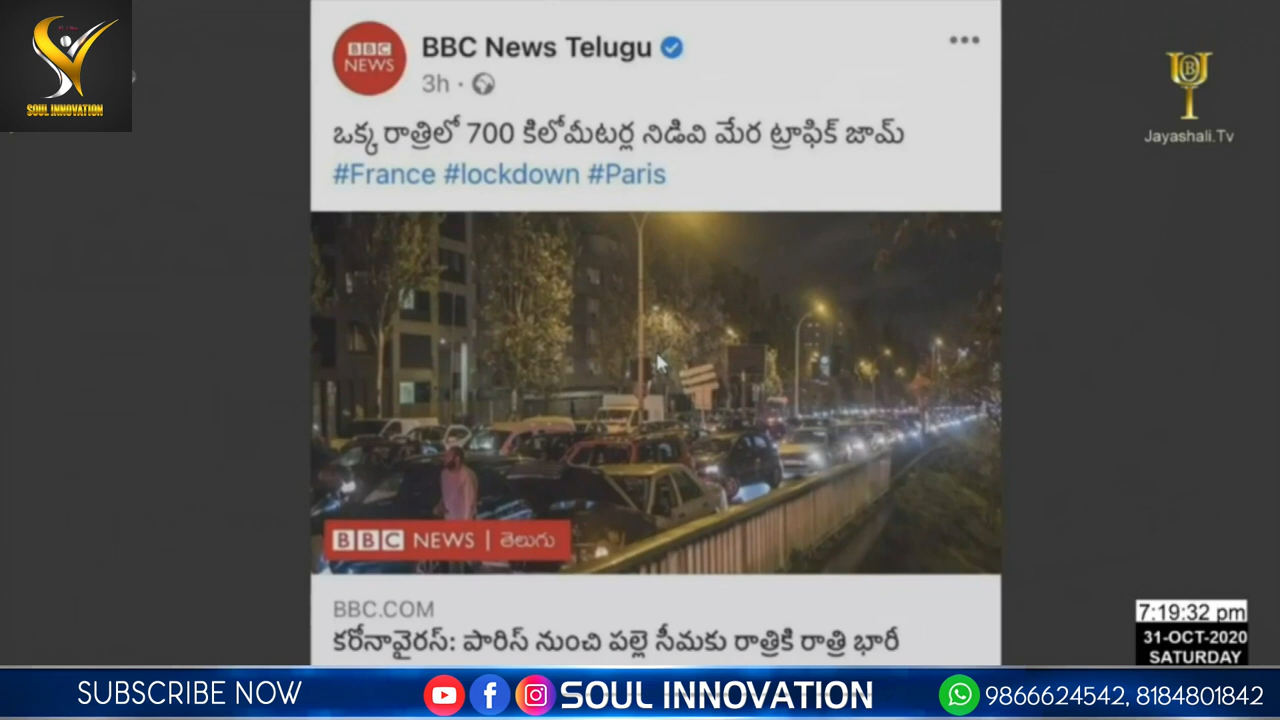 SOUL INNOVATION
BBC
NEWS
BBC News Telugu
3h ·
ఒక్క రాత్రిలో 700 కిలోమీటర్ల నిడివి మేర ట్రాఫిక్ జామ్
#France #lockdown #Paris
Jayashali.Tv
BBC NEWS | తెలుగు
BBC.COM
కరోనావైరస్: పారిస్ నుంచి పల్లె సీమకు రాత్రికి రాత్రి భారీ
7:19:32 pm
31-OCT-2020
SATURDAY
SUBSCRIBE NOW
SOUL INNOVATION
9866624542, 8184801842